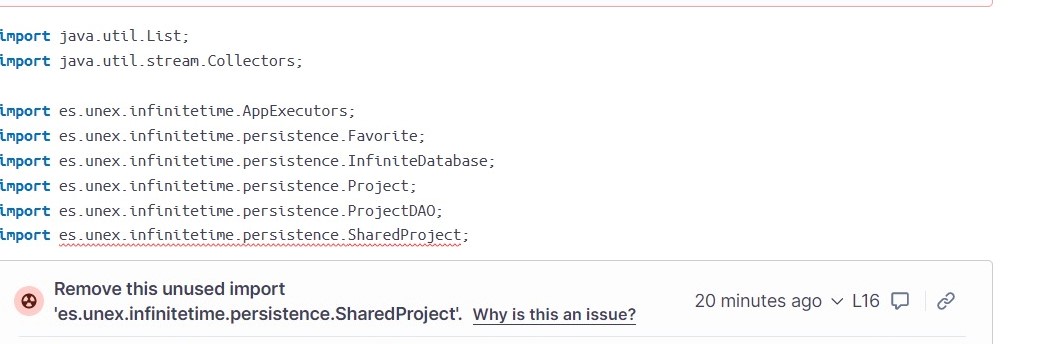 import java.util.List;
import java.util.stream.Collectors;
import es.unex.infinitetime.AppExecutors;
import es.unex.infinitetime.persistence.Favorite;
import es.unex.infinitetime.persistence.InfiniteDatabase;
import es.unex.infinitetime.persistence.Project;
import es.unex.infinitetime.persistence.ProjectDAO;
import es.unex.infinitetime.persistence.SharedProject;
Remove this unused import
'es.unex.infinitetime.persistence.SharedProject'. Why is this an issue?
20 minutes ago L16